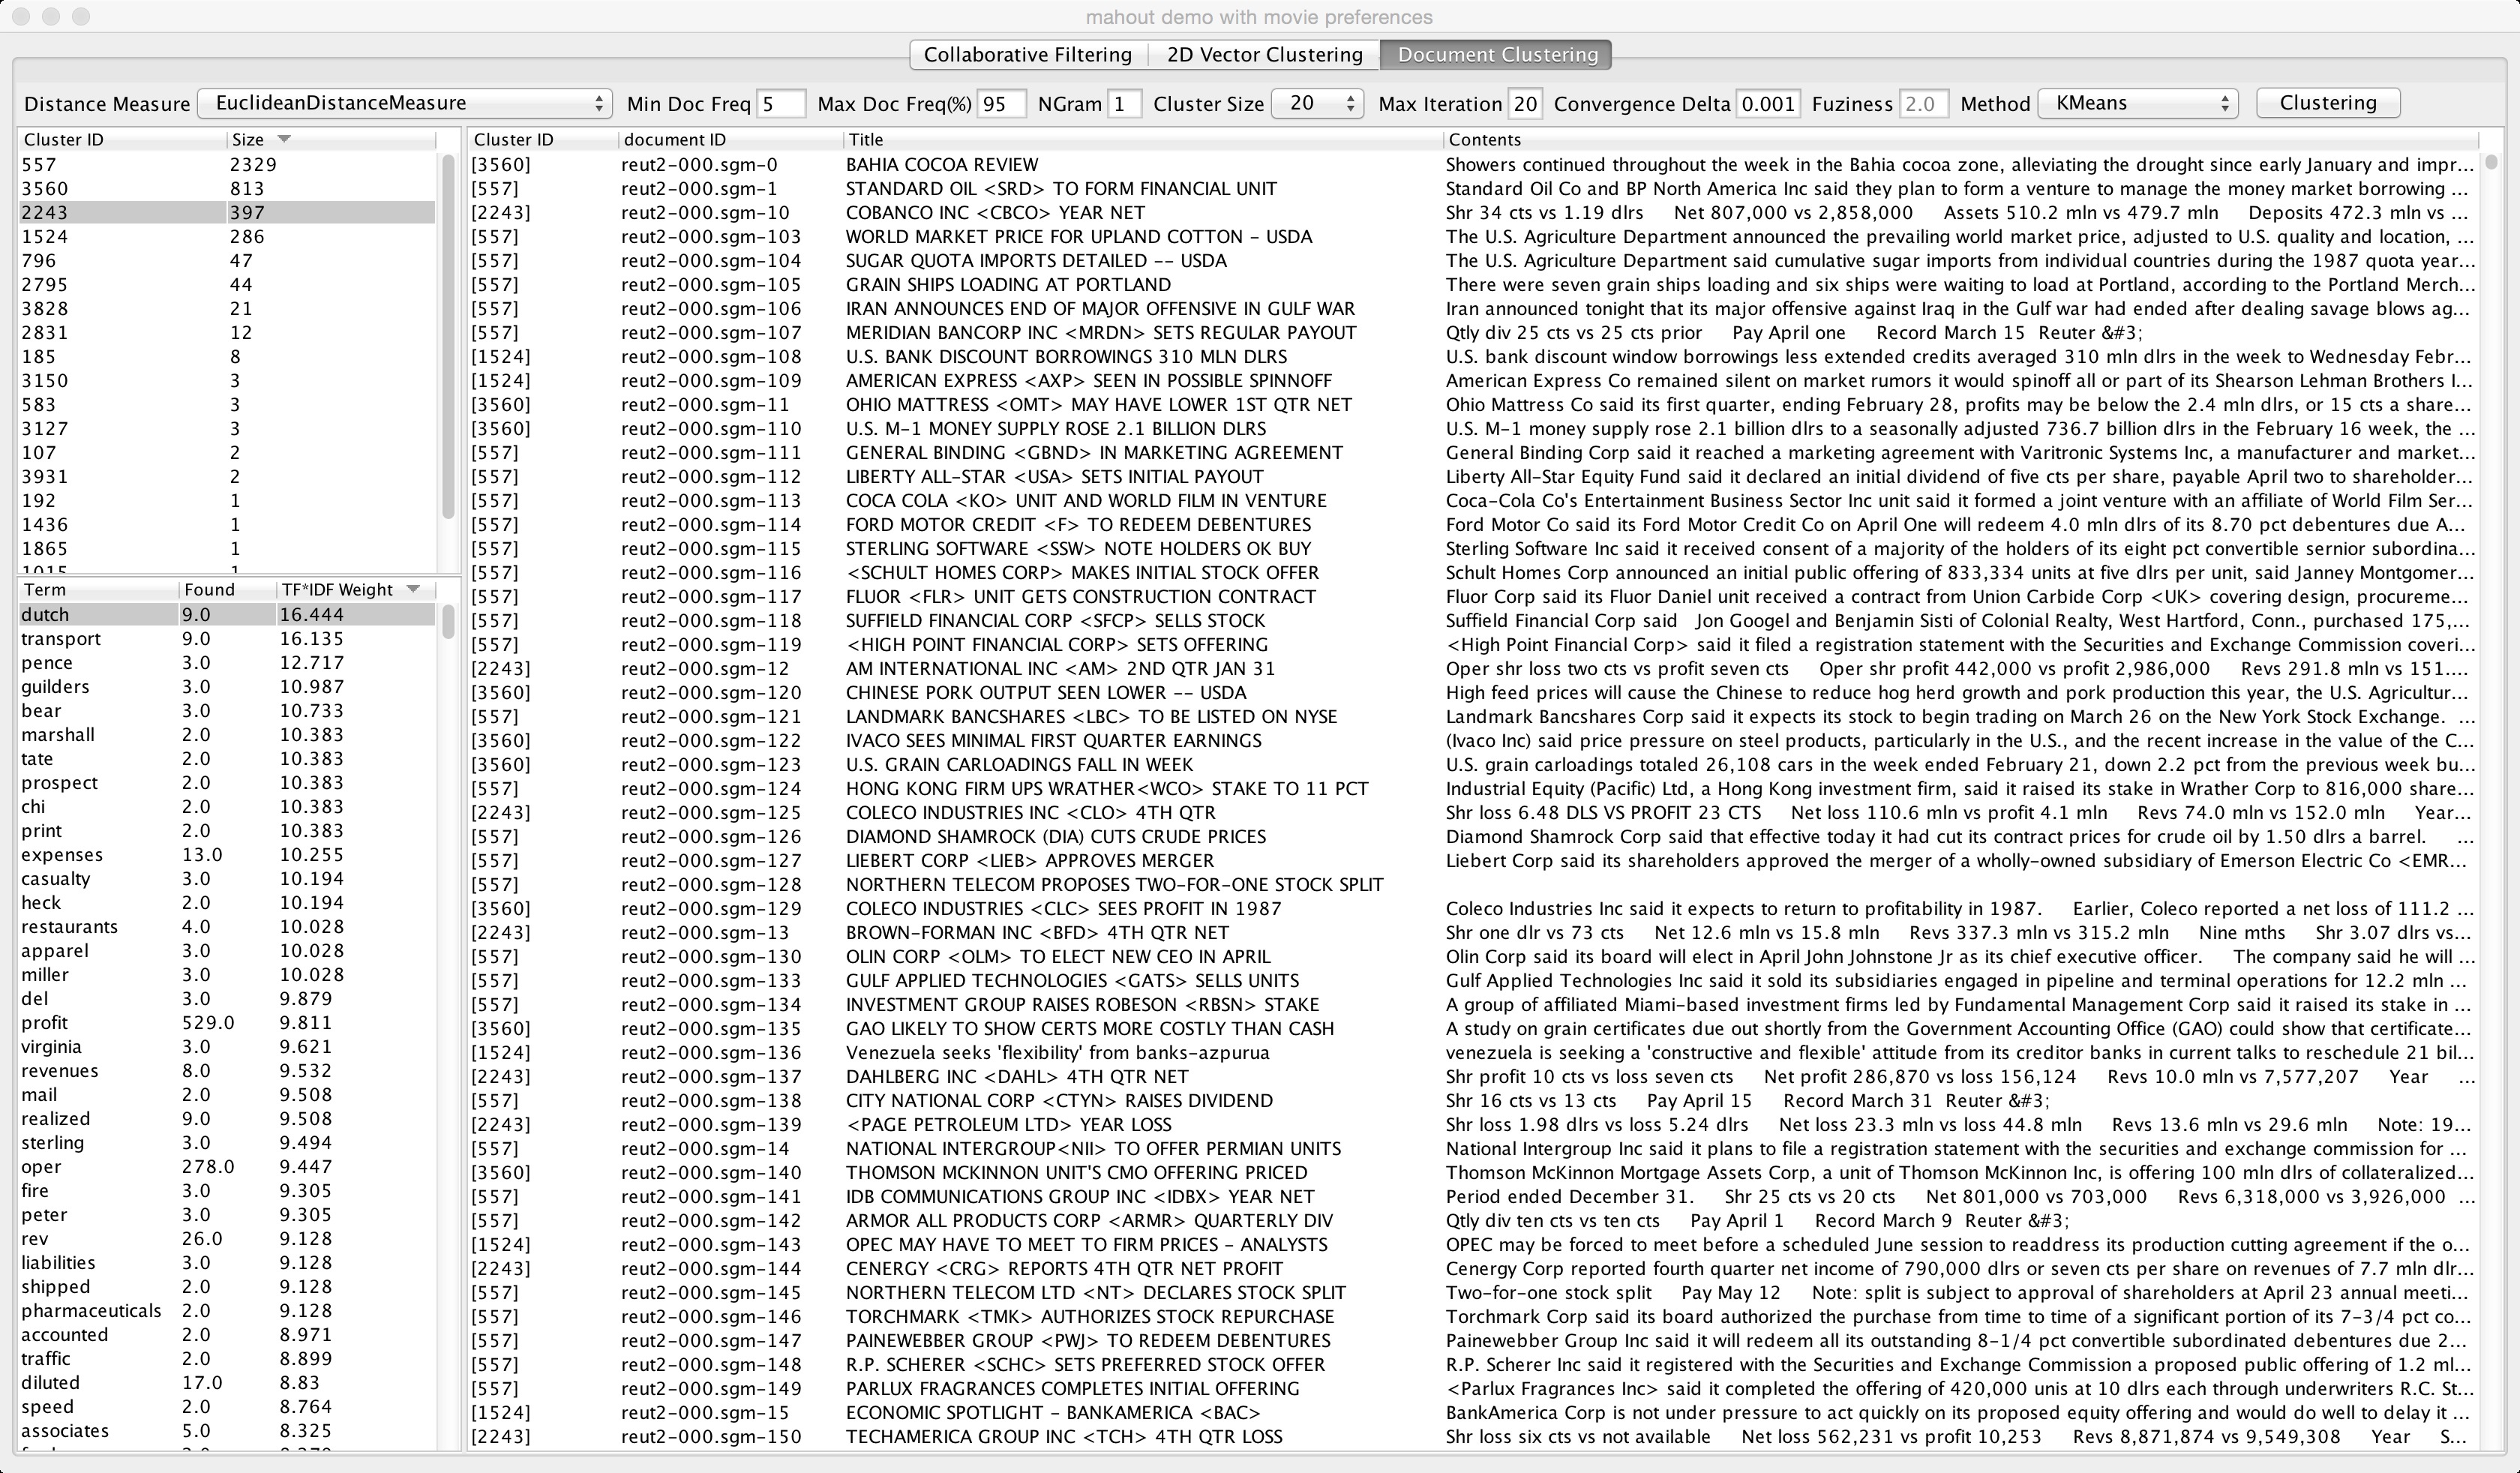 mahout demo with movie preferences
Collaborative Filtering 2D Vector Clustering Document Clustering
Distance Measure EuclideanDistanceMeasure Min Doc Freq 5 Max Doc Freq(%) 95 NGram 1 Cluster Size 20 Max Iteration 20 Convergence Delta 0.001 Fuziness 2.0 Method KMeans Clustering
Cluster ID Size
557 2329
3560 813
2243 397
1524 286
796 47
2795 44
3828 21
2831 12
185 8
3150 3
583 3
3127 3
107 2
3931 2
192 1
1436 1
1865 1
1015 1
Term Found TF*IDF Weight
dutch 9.0 16.444
transport 9.0 16.135
pence 3.0 12.717
guilders 3.0 10.987
bear 3.0 10.733
marshall 2.0 10.383
tate 2.0 10.383
prospect 2.0 10.383
chi 2.0 10.383
print 2.0 10.383
expenses 13.0 10.255
casualty 3.0 10.194
heck 2.0 10.194
restaurants 4.0 10.028
apparel 3.0 10.028
miller 3.0 10.028
del 3.0 9.879
profit 529.0 9.811
virginia 3.0 9.621
revenues 8.0 9.532
mail 2.0 9.508
realized 9.0 9.508
sterling 3.0 9.494
oper 278.0 9.447
fire 3.0 9.305
peter 3.0 9.305
rev 26.0 9.128
liabilities 3.0 9.128
shipped 2.0 9.128
pharmaceuticals 2.0 9.128
accounted 2.0 8.971
traffic 2.0 8.899
diluted 17.0 8.83
speed 2.0 8.764
associates 5.0 8.325
Cluster ID document ID Title Contents
[3560] reut2-000.sgm-0 BAHIA COCOA REVIEW Showers continued throughout the week in the Bahia cocoa zone, alleviating the drought since early January and impr...
[557] reut2-000.sgm-1 STANDARD OIL <SRD> TO FORM FINANCIAL UNIT Standard Oil Co and BP North America Inc said they plan to form a venture to manage the money market borrowing ...
[2243] reut2-000.sgm-10 COBANCO INC <CBCO> YEAR NET Shr 34 cts vs 1.19 dlrs Net 807,000 vs 2,858,000 Assets 510.2 mln vs 479.7 mln Deposits 472.3 mln vs ...
[557] reut2-000.sgm-103 WORLD MARKET PRICE FOR UPLAND COTTON - USDA The U.S. Agriculture Department announced the prevailing world market price, adjusted to U.S. quality and location, ...
[557] reut2-000.sgm-104 SUGAR QUOTA IMPORTS DETAILED -- USDA The U.S. Agriculture Department said cumulative sugar imports from individual countries during the 1987 quota year...
[557] reut2-000.sgm-105 GRAIN SHIPS LOADING AT PORTLAND There were seven grain ships loading and six ships were waiting to load at Portland, according to the Portland Merch...
[557] reut2-000.sgm-106 IRAN ANNOUNCES END OF MAJOR OFFENSIVE IN GULF WAR Iran announced tonight that its major offensive against Iraq in the Gulf war had ended after dealing savage blows ag...
[557] reut2-000.sgm-107 MERIDIAN BANCORP INC <MRDN> SETS REGULAR PAYOUT Qtly div 25 cts vs 25 cts prior Pay April one Record March 15 Reuter &#3;
[1524] reut2-000.sgm-108 U.S. BANK DISCOUNT BORROWINGS 310 MLN DLRS U.S. bank discount window borrowings less extended credits averaged 310 mln dlrs in the week to Wednesday Febr...
[1524] reut2-000.sgm-109 AMERICAN EXPRESS <AXP> SEEN IN POSSIBLE SPINNOFF American Express Co remained silent on market rumors it would spinoff all or part of its Shearson Lehman Brothers I...
[3560] reut2-000.sgm-11 OHIO MATTRESS <OMT> MAY HAVE LOWER 1ST QTR NET Ohio Mattress Co said its first quarter, ending February 28, profits may be below the 2.4 mln dlrs, or 15 cts a share...
[3560] reut2-000.sgm-110 U.S. M-1 MONEY SUPPLY ROSE 2.1 BILLION DLRS U.S. M-1 money supply rose 2.1 billion dlrs to a seasonally adjusted 736.7 billion dlrs in the February 16 week, the ...
[557] reut2-000.sgm-111 GENERAL BINDING <GBND> IN MARKETING AGREEMENT General Binding Corp said it reached a marketing agreement with Varitronic Systems Inc, a manufacturer and market...
[557] reut2-000.sgm-112 LIBERTY ALL-STAR <USA> SETS INITIAL PAYOUT Liberty All-Star Equity Fund said it declared an initial dividend of five cts per share, payable April two to shareholder...
[557] reut2-000.sgm-113 COCA COLA <KO> UNIT AND WORLD FILM IN VENTURE Coca-Cola Co's Entertainment Business Sector Inc unit said it formed a joint venture with an affiliate of World Film Ser...
[557] reut2-000.sgm-114 FORD MOTOR CREDIT <F> TO REDEEM DEBENTURES Ford Motor Co said its Ford Motor Credit Co on April One will redeem 4.0 mln dlrs of its 8.70 pct debentures due A...
[557] reut2-000.sgm-115 STERLING SOFTWARE <SSW> NOTE HOLDERS OK BUY Sterling Software Inc said it received consent of a majority of the holders of its eight pct convertible sernior subordina...
[557] reut2-000.sgm-116 <SCHULT HOMES CORP> MAKES INITIAL STOCK OFFER Schult Homes Corp announced an initial public offering of 833,334 units at five dlrs per unit, said Janney Montgomer...
[557] reut2-000.sgm-117 FLUOR <FLR> UNIT GETS CONSTRUCTION CONTRACT Fluor Corp said its Fluor Daniel unit received a contract from Union Carbide Corp <UK> covering design, procureme...
[557] reut2-000.sgm-118 SUFFIELD FINANCIAL CORP <SFCP> SELLS STOCK Suffield Financial Corp said Jon Googel and Benjamin Sisti of Colonial Realty, West Hartford, Conn., purchased 175,...
[557] reut2-000.sgm-119 <HIGH POINT FINANCIAL CORP> SETS OFFERING <High Point Financial Corp> said it filed a registration statement with the Securities and Exchange Commission coveri...
[2243] reut2-000.sgm-12 AM INTERNATIONAL INC <AM> 2ND QTR JAN 31 Oper shr loss two cts vs profit seven cts Oper shr profit 442,000 vs profit 2,986,000 Revs 291.8 mln vs 151....
[3560] reut2-000.sgm-120 CHINESE PORK OUTPUT SEEN LOWER -- USDA High feed prices will cause the Chinese to reduce hog herd growth and pork production this year, the U.S. Agricultur...
[557] reut2-000.sgm-121 LANDMARK BANCSHARES <LBC> TO BE LISTED ON NYSE Landmark Bancshares Corp said it expects its stock to begin trading on March 26 on the New York Stock Exchange. ...
[3560] reut2-000.sgm-122 IVACO SEES MINIMAL FIRST QUARTER EARNINGS (Ivaco Inc) said price pressure on steel products, particularly in the U.S., and the recent increase in the value of the C...
[3560] reut2-000.sgm-123 U.S. GRAIN CARLOADINGS FALL IN WEEK U.S. grain carloadings totaled 26,108 cars in the week ended February 21, down 2.2 pct from the previous week bu...
[557] reut2-000.sgm-124 HONG KONG FIRM UPS WRATHER<WCO> STAKE TO 11 PCT Industrial Equity (Pacific) Ltd, a Hong Kong investment firm, said it raised its stake in Wrather Corp to 816,000 share...
[2243] reut2-000.sgm-125 COLECO INDUSTRIES INC <CLO> 4TH QTR Shr loss 6.48 DLS VS PROFIT 23 CTS Net loss 110.6 mln vs profit 4.1 mln Revs 74.0 mln vs 152.0 mln Year...
[557] reut2-000.sgm-126 DIAMOND SHAMROCK (DIA) CUTS CRUDE PRICES Diamond Shamrock Corp said that effective today it had cut its contract prices for crude oil by 1.50 dlrs a barrel. ...
[557] reut2-000.sgm-127 LIEBERT CORP <LIEB> APPROVES MERGER Liebert Corp said its shareholders approved the merger of a wholly-owned subsidiary of Emerson Electric Co <EMR...
[557] reut2-000.sgm-128 NORTHERN TELECOM PROPOSES TWO-FOR-ONE STOCK SPLIT
[3560] reut2-000.sgm-129 COLECO INDUSTRIES <CLC> SEES PROFIT IN 1987 Coleco Industries Inc said it expects to return to profitability in 1987. Earlier, Coleco reported a net loss of 111.2 ...
[2243] reut2-000.sgm-13 BROWN-FORMAN INC <BFD> 4TH QTR NET Shr one dlr vs 73 cts Net 12.6 mln vs 15.8 mln Revs 337.3 mln vs 315.2 mln Nine mths Shr 3.07 dlrs vs...
[557] reut2-000.sgm-130 OLIN CORP <OLM> TO ELECT NEW CEO IN APRIL Olin Corp said its board will elect in April John Johnstone Jr as its chief executive officer. The company said he will ...
[557] reut2-000.sgm-133 GULF APPLIED TECHNOLOGIES <GATS> SELLS UNITS Gulf Applied Technologies Inc said it sold its subsidiaries engaged in pipeline and terminal operations for 12.2 mln ...
[557] reut2-000.sgm-134 INVESTMENT GROUP RAISES ROBESON <RBSN> STAKE A group of affiliated Miami-based investment firms led by Fundamental Management Corp said it raised its stake in ...
[3560] reut2-000.sgm-135 GAO LIKELY TO SHOW CERTS MORE COSTLY THAN CASH A study on grain certificates due out shortly from the Government Accounting Office (GAO) could show that certificate...
[1524] reut2-000.sgm-136 Venezuela seeks 'flexibility' from banks-azpurua venezuela is seeking a 'constructive and flexible' attitude from its creditor banks in current talks to reschedule 21 bil...
[2243] reut2-000.sgm-137 DAHLBERG INC <DAHL> 4TH QTR NET Shr profit 10 cts vs loss seven cts Net profit 286,870 vs loss 156,124 Revs 10.0 mln vs 7,577,207 Year ...
[557] reut2-000.sgm-138 CITY NATIONAL CORP <CTYN> RAISES DIVIDEND Shr 16 cts vs 13 cts Pay April 15 Record March 31 Reuter &#3;
[2243] reut2-000.sgm-139 <PAGE PETROLEUM LTD> YEAR LOSS Shr loss 1.98 dlrs vs loss 5.24 dlrs Net loss 23.3 mln vs loss 44.8 mln Revs 13.6 mln vs 29.6 mln Note: 19...
[557] reut2-000.sgm-14 NATIONAL INTERGROUP<NII> TO OFFER PERMIAN UNITS National Intergroup Inc said it plans to file a registration statement with the securities and exchange commission for ...
[3560] reut2-000.sgm-140 THOMSON MCKINNON UNIT'S CMO OFFERING PRICED Thomson McKinnon Mortgage Assets Corp, a unit of Thomson McKinnon Inc, is offering 100 mln dlrs of collateralized...
[557] reut2-000.sgm-141 IDB COMMUNICATIONS GROUP INC <IDBX> YEAR NET Period ended December 31. Shr 25 cts vs 20 cts Net 801,000 vs 703,000 Revs 6,318,000 vs 3,926,000 ...
[557] reut2-000.sgm-142 ARMOR ALL PRODUCTS CORP <ARMR> QUARTERLY DIV Qtly div ten cts vs ten cts Pay April 1 Record March 9 Reuter &#3;
[1524] reut2-000.sgm-143 OPEC MAY HAVE TO MEET TO FIRM PRICES - ANALYSTS OPEC may be forced to meet before a scheduled June session to readdress its production cutting agreement if the o...
[2243] reut2-000.sgm-144 CENERGY <CRG> REPORTS 4TH QTR NET PROFIT Cenergy Corp reported fourth quarter net income of 790,000 dlrs or seven cts per share on revenues of 7.7 mln dlr...
[557] reut2-000.sgm-145 NORTHERN TELECOM LTD <NT> DECLARES STOCK SPLIT Two-for-one stock split Pay May 12 Note: split is subject to approval of shareholders at April 23 annual meeti...
[557] reut2-000.sgm-146 TORCHMARK <TMK> AUTHORIZES STOCK REPURCHASE Torchmark Corp said its board authorized the purchase from time to time of a significant portion of its 7-3/4 pct co...
[557] reut2-000.sgm-147 PAINEWEBBER GROUP <PWJ> TO REDEEM DEBENTURES Painewebber Group Inc said it will redeem all its outstanding 8-1/4 pct convertible subordinated debentures due 2...
[557] reut2-000.sgm-148 R.P. SCHERER <SCHC> SETS PREFERRED STOCK OFFER R.P. Scherer Inc said it registered with the Securities and Exchange Commission a proposed public offering of 1.2 ml...
[557] reut2-000.sgm-149 PARLUX FRAGRANCES COMPLETES INITIAL OFFERING <Parlux Fragrances Inc> said it completed the offering of 420,000 unis at 10 dlrs each through underwriters R.C. St...
[1524] reut2-000.sgm-15 ECONOMIC SPOTLIGHT - BANKAMERICA <BAC> BankAmerica Corp is not under pressure to act quickly on its proposed equity offering and would do well to delay it ...
[2243] reut2-000.sgm-150 TECHAMERICA GROUP INC <TCH> 4TH QTR LOSS Shr loss six cts vs not available Net loss 562,231 vs profit 10,253 Revs 8,871,874 vs 9,549,308 Year S...